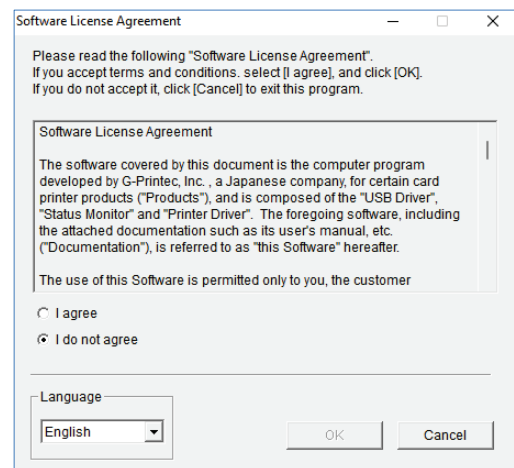 Software License Agreement
Please read the following "Software License Agreement".
If you accept terms and conditions. select [I agree], and click [OK].
If you do not accept it, click [Cancel] to exit this program.
Software License Agreement
The software covered by this document is the computer program
developed by G-Printec, Inc. , a Japanese company, for certain card
printer products ("Products"), and is composed of the "USB Driver",
"Status Monitor" and "Printer Driver".  The foregoing software, including
the attached documentation such as its user's manual, etc.
("Documentation"), is referred to as "this Software" hereafter.
The use of this Software is permitted only to you, the customer
I agree
I do not agree
Language
English
OK
Cancel